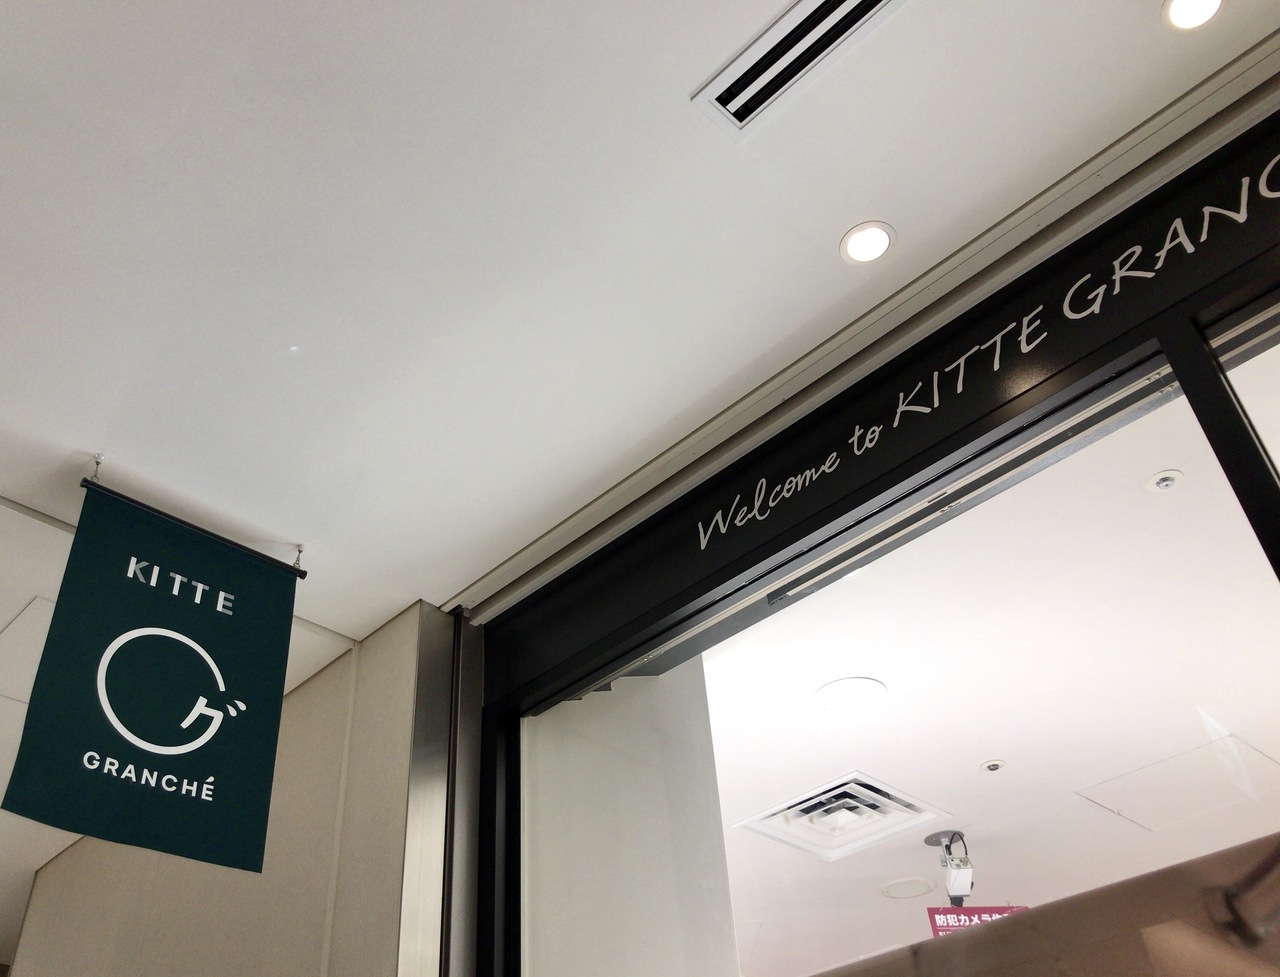 Welcome to KITTE GRANC
KITTE
グ
GRANCHÉ
防犯カメラ作